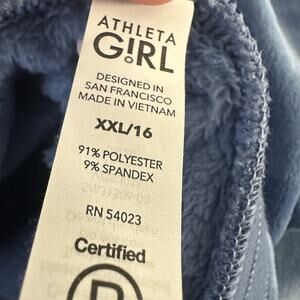 ATHLETA
GIRL
DESIGNED IN
SAN FRANCISCO
MADE IN VIETNAM
XXL/16
91% POLYESTER
9% SPANDEX
RN 54023
Certified
B